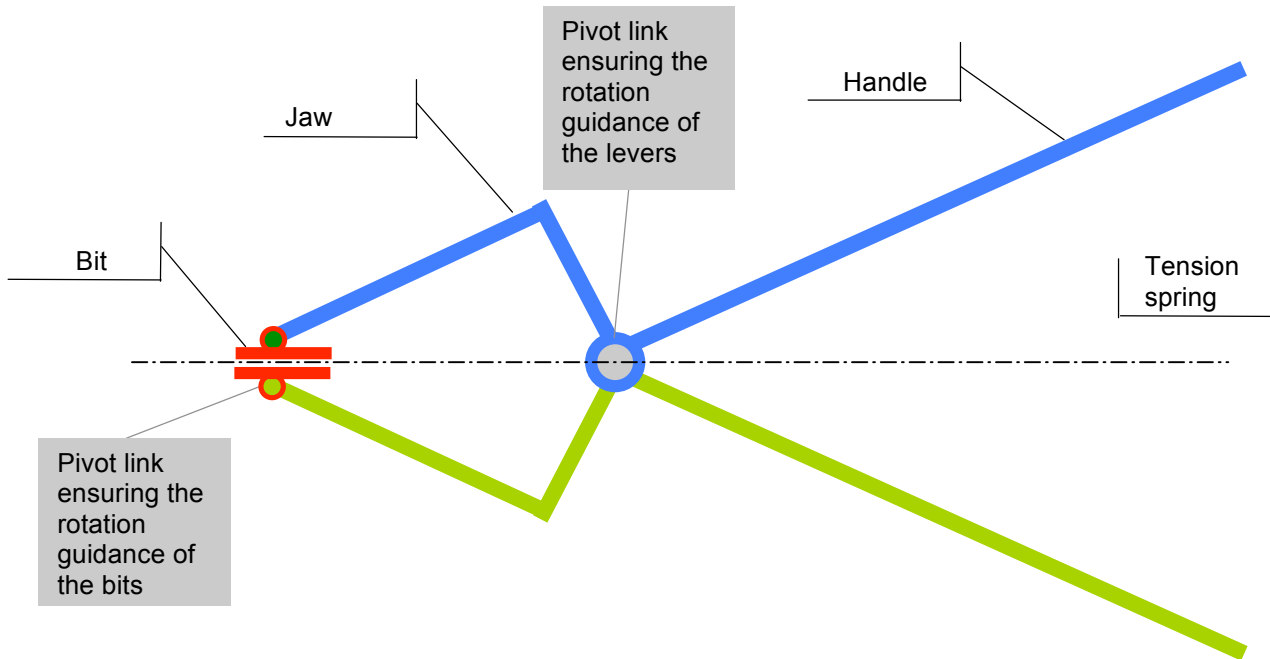 Pivot link
ensuring the
rotation
guidance of
the levers
Handle
Jaw
Bit
Tension
spring
Pivot link
ensuring the
rotation
guidance of
the bits